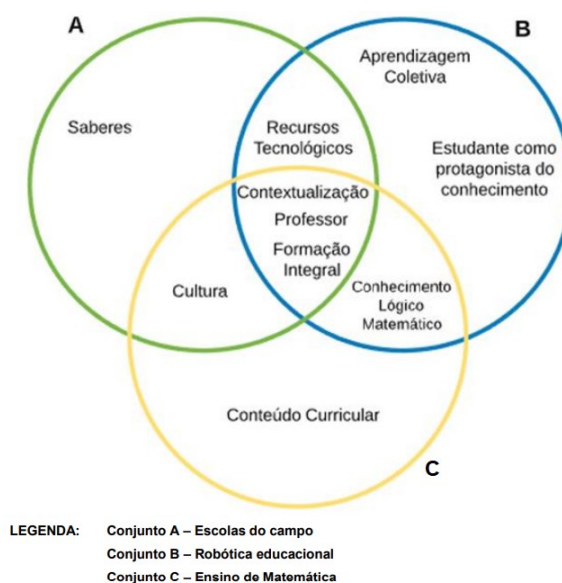 A
B
Aprendizagem
Coletiva
Saberes
Recursos
Tecnológicos
Estudante como
protagonista do
conhecimento
Contextualização
Professor
Formação
Integral
Cultura
Conhecimento
Lógico
Matemático
Conteúdo Curricular
C
LEGENDA: Conjunto A – Escolas do campo
Conjunto B – Robótica educacional
Conjunto C – Ensino de Matemática